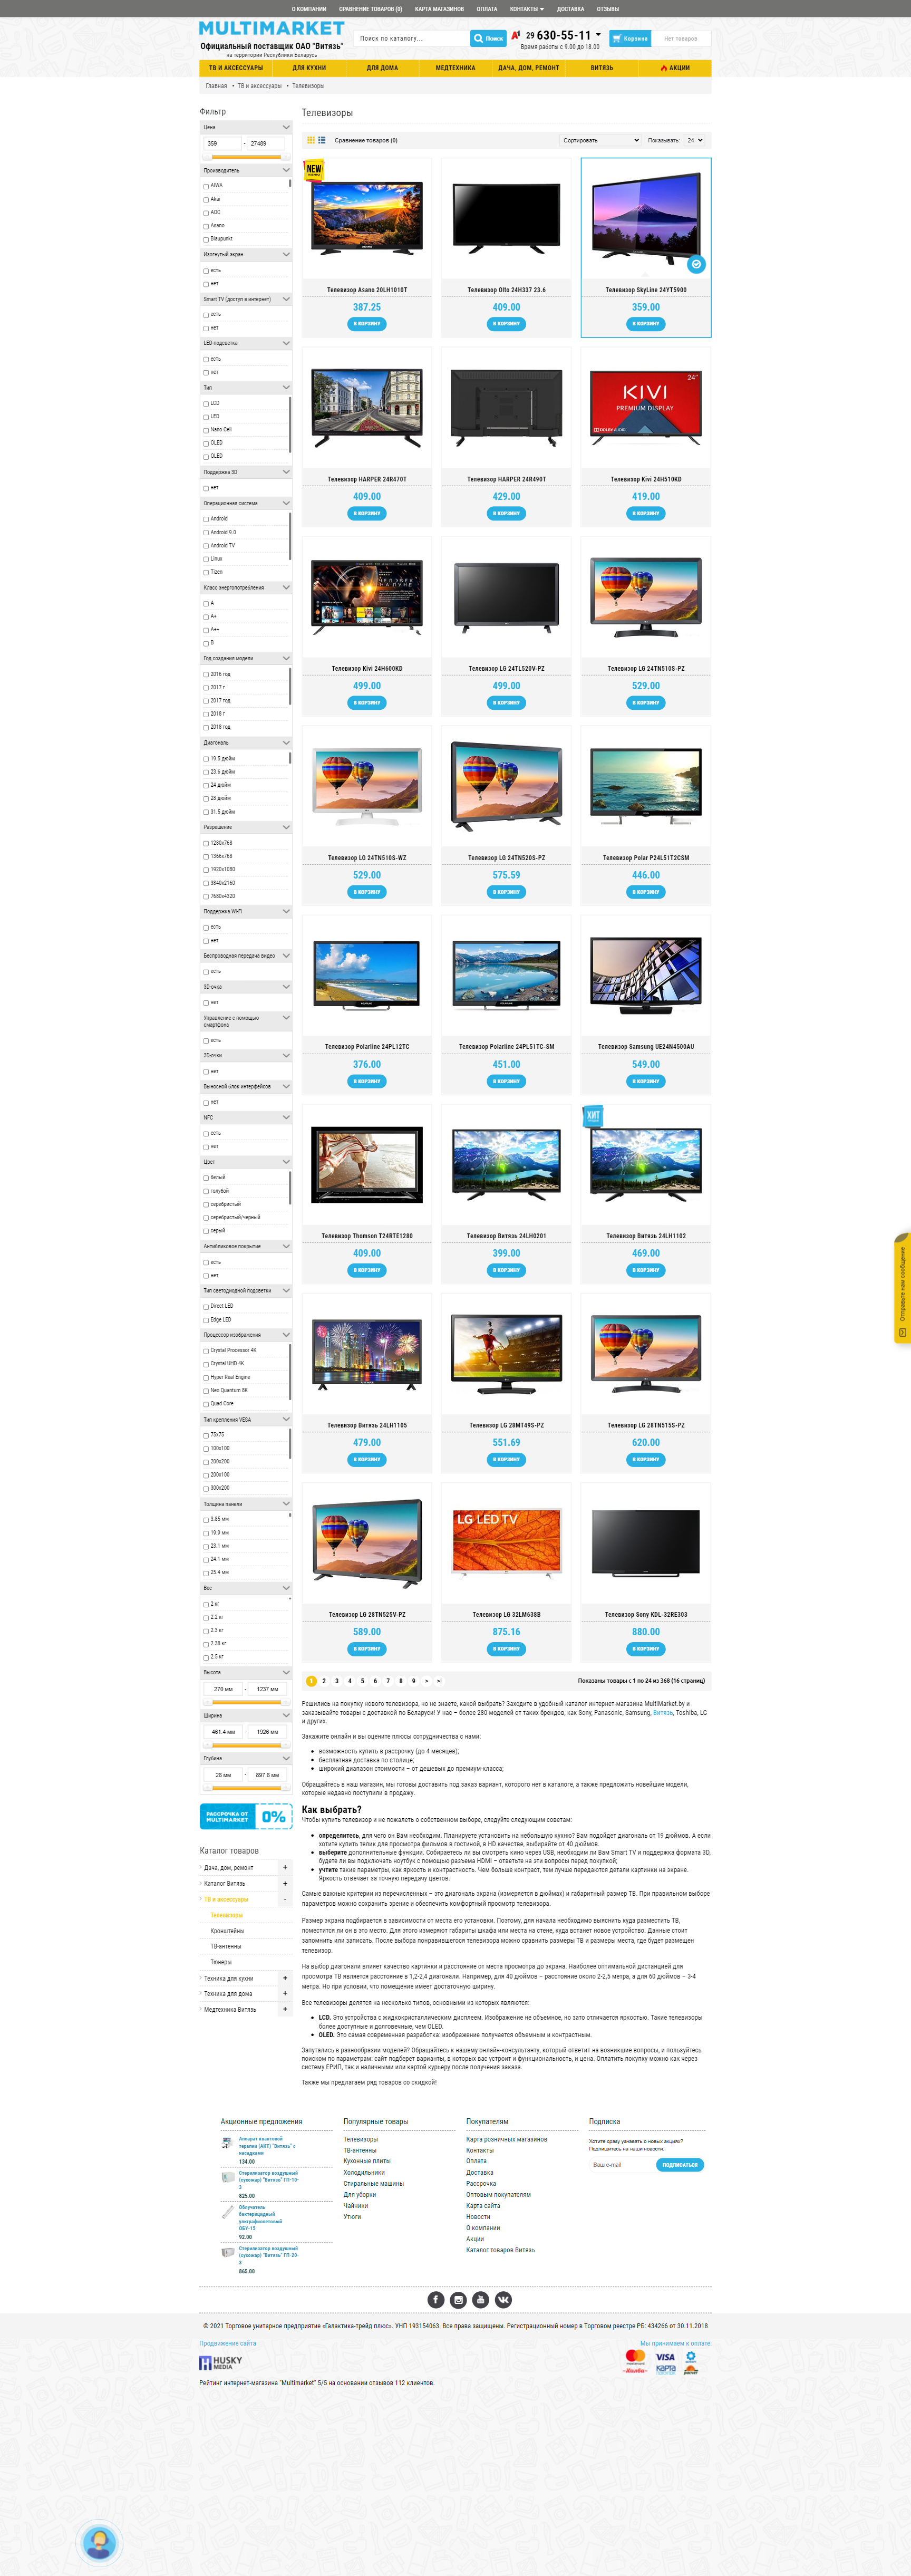 О КОМПАНИИ СРАВНЕНИЕ ТОВАРОВ (0) КАРТА МАГАЗИНОВ ОПЛАТА КОНТАКТЫ ДОСТАВКА ОТЗЫВЫ
MULTIMARKET
Официальный поставщик ОАО "Витязь"
на территории Республики Беларусь
Поиск по каталогу...
Поиск
29 630-55-11
Время работы с 9.00 до 18.00
Корзина
Нет товаров
ТВ И АКСЕССУАРЫ ДЛЯ КУХНИ ДЛЯ ДОМА МЕДТЕХНИКА ДАЧА, ДОМ, РЕМОНТ ВИТЯЗЬ АКЦИИ
Главная • ТВ и аксессуары • Телевизоры
Фильтр
Цена
359 - 27489
Производитель
AIWA
Akai
AOC
Asano
Blaupunkt
Изогнутый экран
есть
нет
Smart TV (доступ в интернет)
есть
нет
LED-подсветка
есть
нет
Тип
LCD
LED
Nano Cell
OLED
QLED
Поддержка 3D
нет
Операционная система
Android
Android 9.0
Android TV
Linux
Tizen
Класс энергопотребления
A
A+
A++
B
Год создания модели
2016 год
2017 г
2017 год
2018 г
2018 год
Диагональ
19.5 дюйм
23.6 дюйм
24 дюйм
28 дюйм
31.5 дюйм
Разрешение
1280x768
1366x768
1920x1080
3840x2160
7680x4320
Поддержка Wi-Fi
есть
нет
Беспроводная передача видео
есть
3D-очка
нет
Управление с помощью
смартфона
есть
3D-очки
нет
Выносной блок интерфейсов
нет
NFC
есть
нет
Цвет
белый
голубой
серебристый
серебристый/черный
серый
Антибликовое покрытие
есть
нет
Тип светодиодной подсветки
Direct LED
Edge LED
Процессор изображения
Crystal Processor 4K
Crystal UHD 4K
Hyper Real Engine
Neo Quantum 8K
Quad Core
Тип крепления VESA
75x75
100x100
200x200
200x100
300x200
Толщина панели
3.85 мм
19.9 мм
23.1 мм
24.1 мм
25.4 мм
Вес
2 кг
2.2 кг
2.3 кг
2,38 кг
2.5 кг
Высота
270 мм - 1237 мм
Ширина
461.4 мм - 1926 мм
Глубина
28 мм - 897.8 мм
РАССРОЧКА ОТ
MULTIMARKET
0%
Каталог товаров
Дача, дом, ремонт +
Каталог Витязь +
ТВ и аксессуары -
Телевизоры
Кронштейны
ТВ-антенны
Тюнеры
Техника для кухни +
Техника для дома +
Медтехника Витязь +
Телевизоры
Сравнение товаров (0)
Сортировать
Показывать: 24
NEW
Телевизор Asano 20LH1010T
387.25
В КОРЗИНУ
Телевизор Olto 24H337 23.6
409.00
В КОРЗИНУ
Телевизор SkyLine 24YT5900
359.00
В КОРЗИНУ
Телевизор HARPER 24R470T
409.00
В КОРЗИНУ
Телевизор HARPER 24R490T
429.00
В КОРЗИНУ
24"
KIVI
PREMIUM DISPLAY
DOLBY AUDIO
Телевизор Kivi 24H510KD
419.00
В КОРЗИНУ
ЧЕЛОВЕК
НА ЛУНЕ
Телевизор Kivi 24H600KD
499.00
В КОРЗИНУ
Телевизор LG 24TL520V-PZ
499.00
В КОРЗИНУ
Телевизор LG 24TN510S-PZ
529.00
В КОРЗИНУ
Телевизор LG 24TN510S-WZ
529.00
В КОРЗИНУ
Телевизор LG 24TN520S-PZ
575.59
В КОРЗИНУ
Телевизор Polar P24L51T2CSM
446.00
В КОРЗИНУ
Телевизор Polarline 24PL12TC
376.00
В КОРЗИНУ
Телевизор Polarline 24PL51TC-SM
451.00
В КОРЗИНУ
Телевизор Samsung UE24N4500AU
549.00
В КОРЗИНУ
Телевизор Thomson T24RTE1280
409.00
В КОРЗИНУ
Телевизор Витязь 24LH0201
399.00
В КОРЗИНУ
ХИТ
Телевизор Витязь 24LH1102
469.00
В КОРЗИНУ
Телевизор Витязь 24LH1105
479.00
В КОРЗИНУ
Телевизор LG 28MT49S-PZ
551.69
В КОРЗИНУ
Телевизор LG 28TN515S-PZ
620.00
В КОРЗИНУ
Телевизор LG 28TN525V-PZ
589.00
В КОРЗИНУ
LG LED TV
Телевизор LG 32LM638B
875.16
В КОРЗИНУ
Телевизор Sony KDL-32RE303
880.00
В КОРЗИНУ
1 2 3 4 5 6 7 8 9 > >|
Показаны товары с 1 по 24 из 368 (16 страниц)
Решились на покупку нового телевизора, но не знаете, какой выбрать? Заходите в удобный каталог интернет-магазина MultiMarket.by и
заказывайте товары с доставкой по Беларуси! У нас – более 280 моделей от таких брендов, как Sony, Panasonic, Samsung, Витязь, Toshiba, LG
и других.
Закажите онлайн и вы оцените плюсы сотрудничества с нами:
• возможность купить в рассрочку (до 4 месяцев);
• бесплатная доставка по столице;
• широкий диапазон стоимости – от дешевых до премиум-класса;
Обращайтесь в наш магазин, мы готовы доставить под заказ вариант, которого нет в каталоге, а также предложить новейшие модели,
которые недавно поступили в продажу.
Как выбрать?
Чтобы купить телевизор и не пожалеть о собственном выборе, следуйте следующим советам:
• определитесь, для чего он Вам необходим. Планируете установить на небольшую кухню? Вам подойдет диагональ от 19 дюймов. А если
хотите купить телик для просмотра фильмов в гостиной, в HD качестве, выбирайте от 40 дюймов.
• выберите дополнительные функции. Собираетесь ли вы смотреть кино через USB, необходим ли Вам Smart TV и поддержка формата 3D,
будете ли вы подключать ноутбук с помощью разъема HDMI – ответьте на эти вопросы перед покупкой;
• учтите такие параметры, как яркость и контрастность. Чем больше контраст, тем лучше передаются детали картинки на экране.
Яркость отвечает за точную передачу цветов.
Самые важные критерии из перечисленных – это диагональ экрана (измеряется в дюймах) и габаритный размер ТВ. При правильном выборе
параметров можно сохранить зрение и обеспечить комфортный просмотр телевизора.
Размер экрана подбирается в зависимости от места его установки. Поэтому, для начала необходимо выяснить куда разместить ТВ,
поместится ли он в это место. Для этого измеряют габариты шкафа или места на стене, куда встанет новое устройство. Данные стоит
запомнить или записать. После выбора понравившегося телевизора можно сравнить размеры ТВ и размеры места, где будет размещен
телевизор.
На выбор диагонали влияет качество картинки и расстояние от места просмотра до экрана. Наиболее оптимальной дистанцией для
просмотра ТВ является расстояние в 1,2-2,4 диагонали. Например, для 40 дюймов – расстояние около 2-2,5 метра, а для 60 дюймов – 3-4
метра. Но при условии, что помещение имеет достаточную ширину.
Все телевизоры делятся на несколько типов, основными из которых являются:
• LCD. Это устройства с жидкокристаллическим дисплеем. Изображение не объемное, но зато отличается яркостью. Такие телевизоры
более доступные и долговечные, чем OLED.
• OLED. Это самая современная разработка: изображение получается объемным и контрастным.
Запутались в разнообразии моделей? Обращайтесь к нашему онлайн-консультанту, который ответит на возникшие вопросы, и пользуйтесь
поиском по параметрам: сайт подберет варианты, в которых вас устроит и функциональность, и цена. Оплатить покупку можно как через
систему ЕРИП, так и наличными или картой курьеру после получения заказа.
Также мы предлагаем ряд товаров со скидкой!
Отправьте нам сообщение
Акционные предложения
Аппарат квантовой
терапии (АКТ) "Витязь" с
насадками
134.00
Стерилизатор воздушный
(сухожар) "Витязь" ГП-10-
3
825.00
Облучатель
бактерицидный
ультрафиолетовый
ОБУ-15
92.00
Стерилизатор воздушный
(сухожар) "Витязь" ГП-20-
3
865.00
Популярные товары
Телевизоры
ТВ-антенны
Кухонные плиты
Холодильники
Стиральные машины
Для уборки
Чайники
Утюги
Покупателям
Карта розничных магазинов
Контакты
Оплата
Доставка
Рассрочка
Оптовым покупателям
Карта сайта
Новости
О компании
Акции
Каталог товаров Витязь
Подписка
Хотите сразу узнавать о новых акциях?
Подпишитесь на наши новости.
Ваш e-mail
ПОДПИСАТЬСЯ
© 2021 Торговое унитарное предприятие «Галактика-трейд плюс». УНП 193154063. Все права защищены. Регистрационный номер в Торговом реестре РБ: 434266 от 30.11.2018
Продвижение сайта
HUSKY
MEDIA
Мы принимаем к оплате:
VISA
Рейтинг интернет-магазина "Multimarket" 5/5 на основании отзывов 112 клиентов.